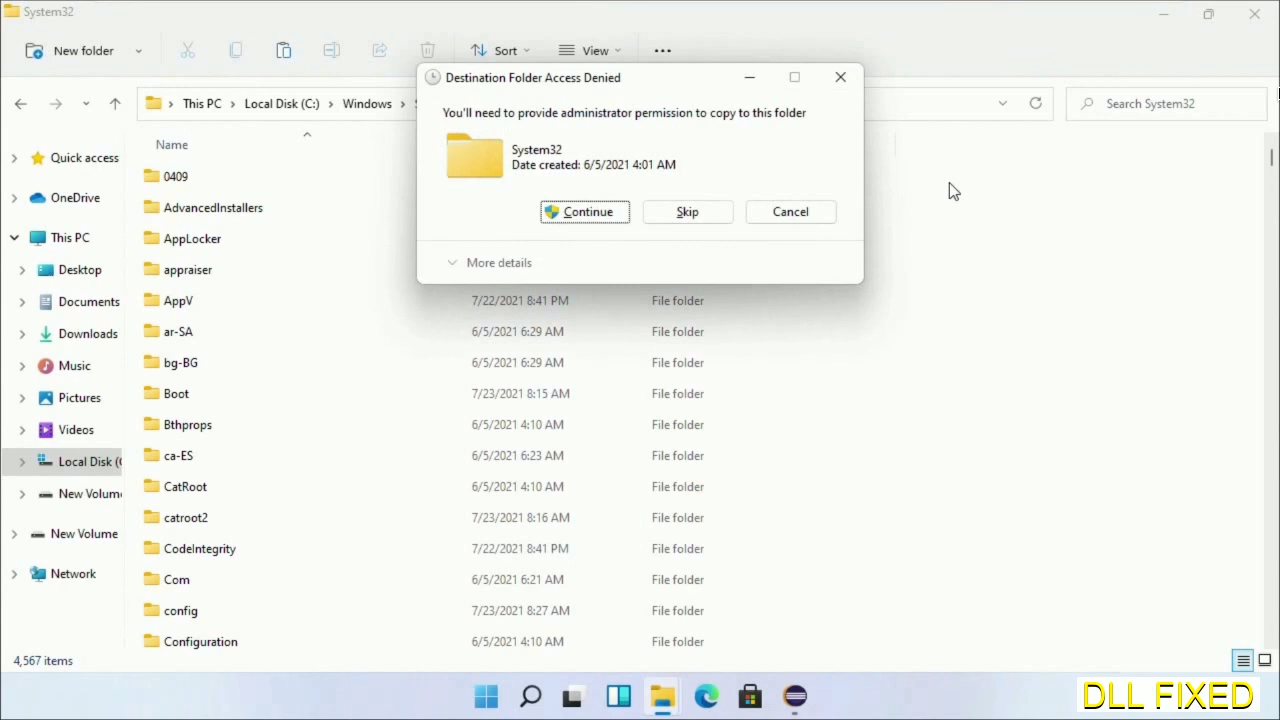 System32
New folder
Sort
View
This PC
Local Disk (C:)
Windows
Search System32
Destination Folder Access Denied
You'll need to provide administrator permission to copy to this folder
System32
Date created: 6/5/2021 4:01 AM
Continue
Skip
Cancel
More details
Quick access
OneDrive
This PC
Desktop
Documents
Downloads
Music
Pictures
Videos
Local Disk (
New Volum
New Volume
Network
Name
0409
AdvancedInstallers
AppLocker
appraiser
AppV 7/22/2021 8:41 PM File folder
ar-SA 6/5/2021 6:29 AM File folder
bg-BG 6/5/2021 6:29 AM File folder
Boot 7/23/2021 8:15 AM File folder
Bthprops 6/5/2021 4:10 AM File folder
ca-ES 6/5/2021 6:23 AM File folder
CatRoot 6/5/2021 4:10 AM File folder
catroot2 7/23/2021 8:16 AM File folder
CodeIntegrity 7/22/2021 8:41 PM File folder
Com 6/5/2021 6:21 AM File folder
config 7/23/2021 8:27 AM File folder
Configuration 6/5/2021 4:10 AM File folder
4,567 items
DLL FIXED